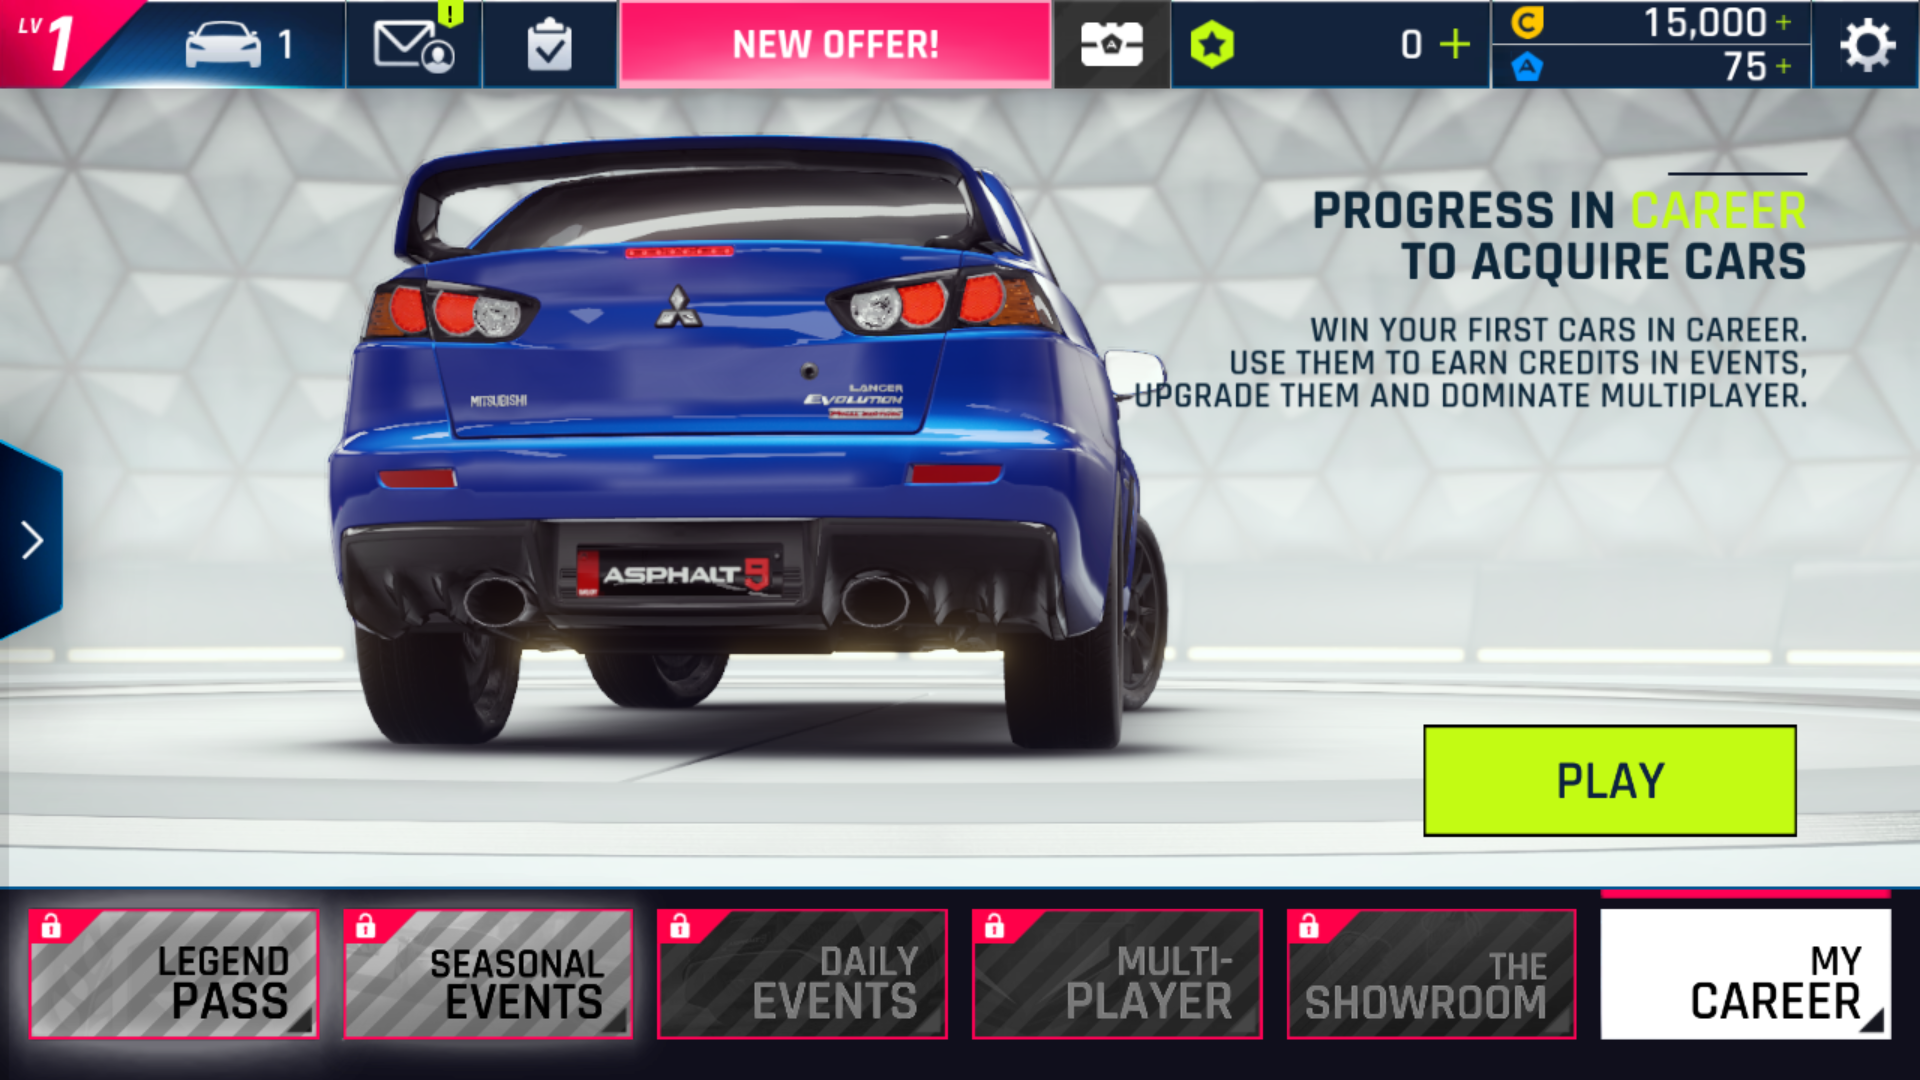 LV 1
1
!
NEW OFFER!
0 +
15,000 +
75 +
PROGRESS IN CAREER
TO ACQUIRE CARS
WIN YOUR FIRST CARS IN CAREER.
USE THEM TO EARN CREDITS IN EVENTS,
UPGRADE THEM AND DOMINATE MULTIPLAYER.
MITSUBISHI
LANCER
EVOLUTION
ASPHALT 9
PLAY
LEGEND
PASS
SEASONAL
EVENTS
DAILY
EVENTS
MULTI-
PLAYER
THE
SHOWROOM
MY
CAREER